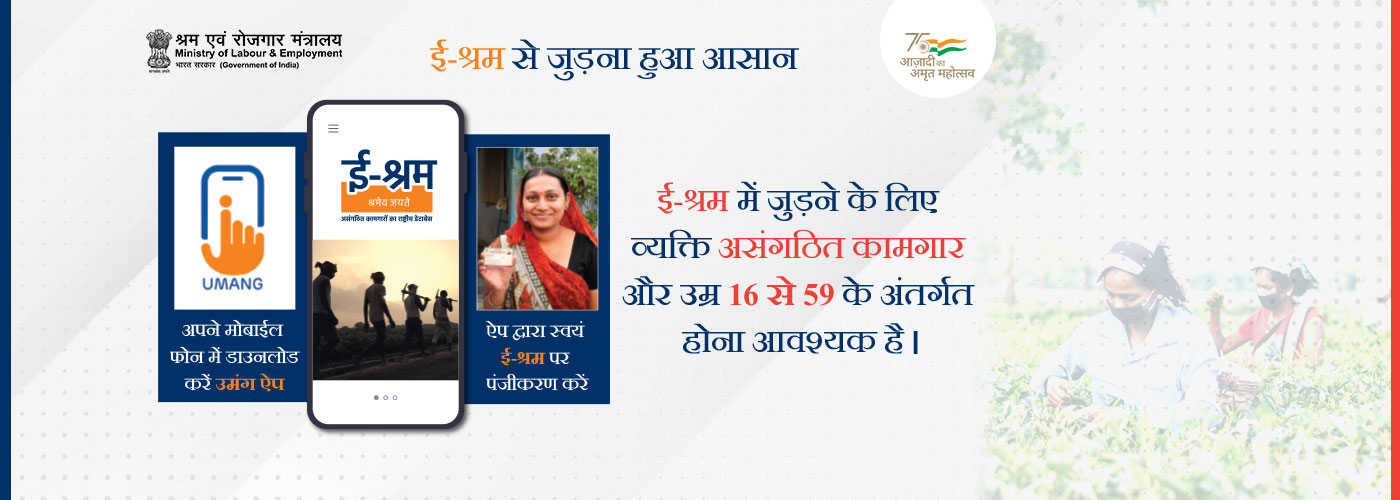 श्रम एवं रोजगार मंत्रालय
Ministry of Labour & Employment
भारत सरकार (Government of India)
ई-श्रम से जुड़ना हुआ आसान
75
आज़ादी का
अमृत महोत्सव
UMANG
अपने मोबाईल
फोन में डाउनलोड
करें उमंग ऐप
ई-श्रम
श्रमेव जयते
असंगठित कामगारों का राष्ट्रीय डेटाबेस
ऐप द्वारा स्वयं
ई-श्रम पर
पंजीकरण करें
ई-श्रम में जुड़ने के लिए
व्यक्ति असंगठित कामगार
और उम्र 16 से 59 के अंतर्गत
होना आवश्यक है।